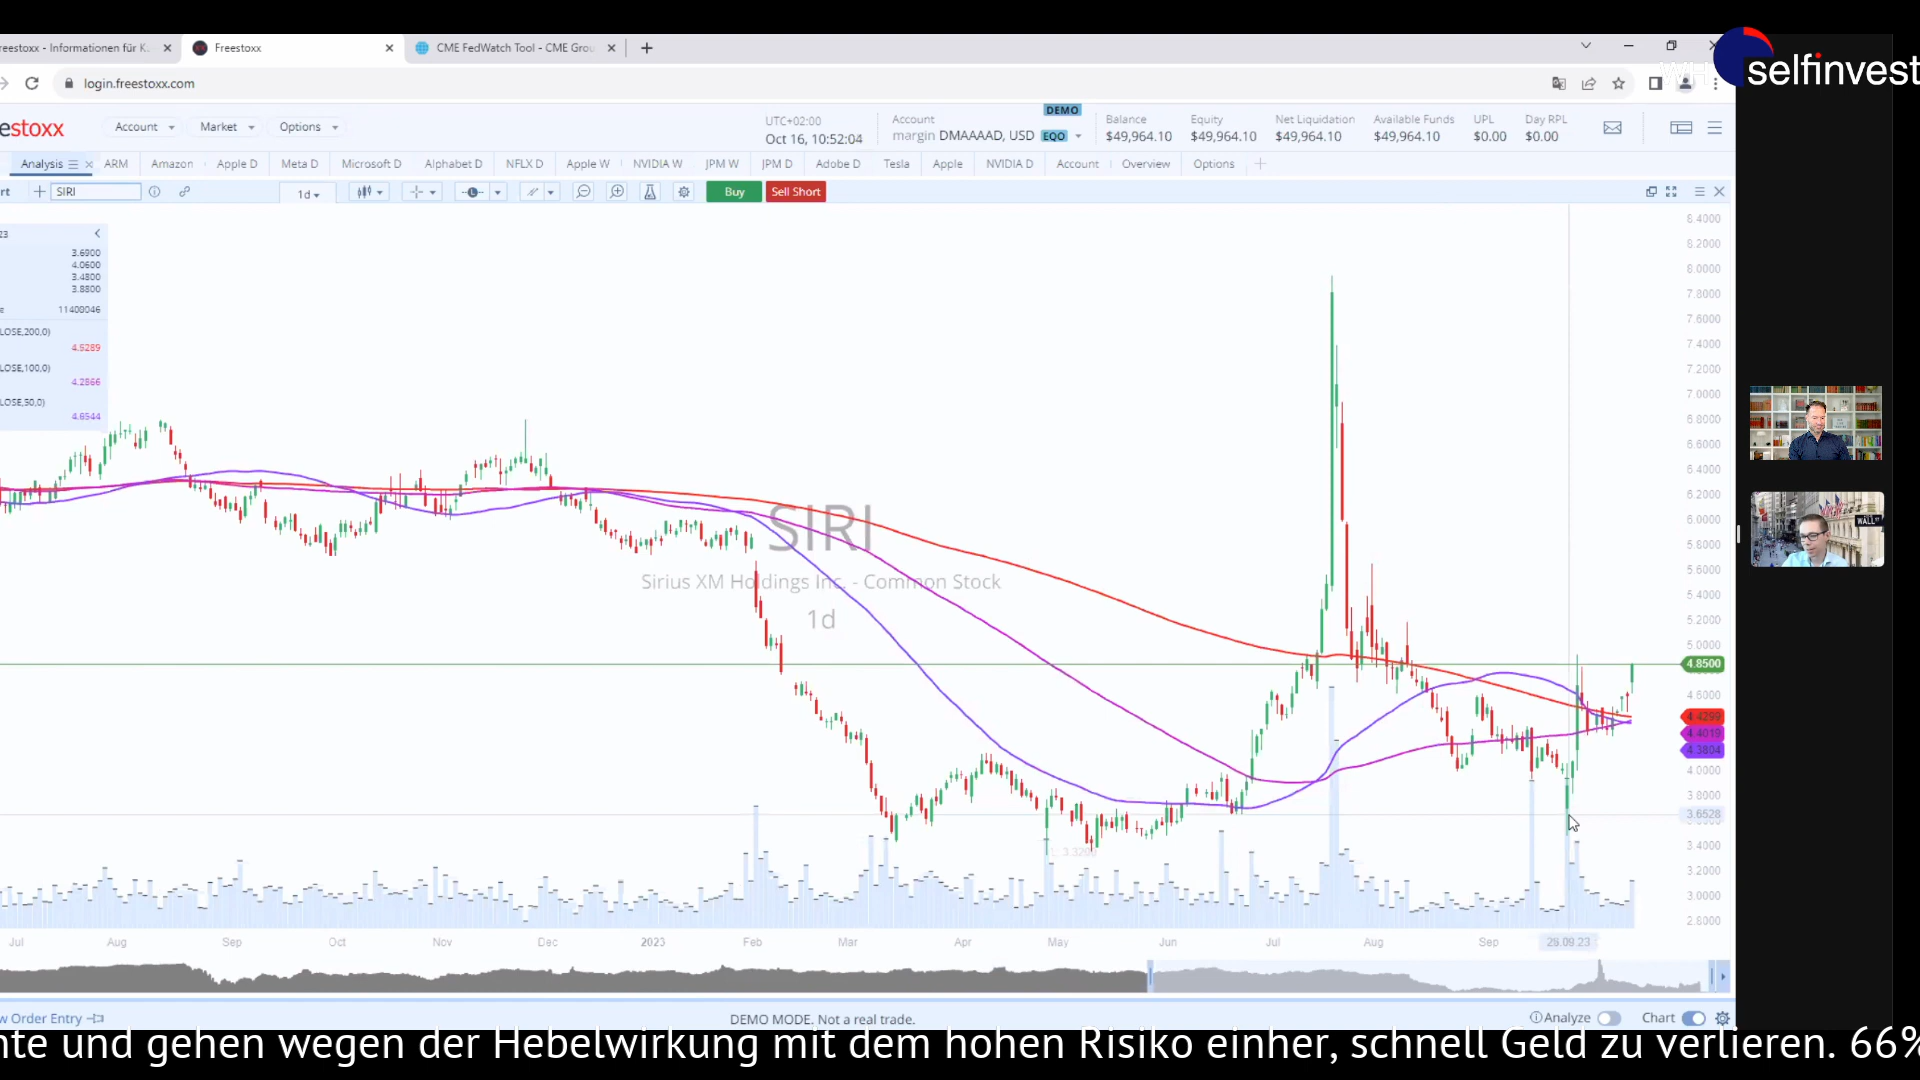 eestoxx - Informationen für K
Freestoxx
CME FedWatch Tool - CME Grou
login.freestoxx.com
selfinvest
estoxx
Account
Market
Options
UTC+02:00
Oct 16, 10:52:04
Account
margin DMAAAAD, USD EQO
DEMO
Balance
$49,964.10
Equity
$49,964.10
Net Liquidation
$49,964.10
Available Funds
$49,964.10
UPL
$0.00
Day RPL
$0.00
Analysis
ARM
Amazon
Apple D
Meta D
Microsoft D
Alphabet D
NFLX D
Apple W
NVIDIA W
JPM W
JPM D
Adobe D
Tesla
Apple
NVIDIA D
Account
Overview
Options
rt
SIRI
1d
Buy
Sell Short
23
3.6900
4.0600
3.4800
3.8800
e 11400046
LOSE,200,0)
4.5289
LOSE,100,0)
4.2866
LOSE,50,0)
4.6544
SIRI
Sirius XM Holdings Inc. - Common Stock
1d
WALL
8.4000
8.2000
8.0000
7.8000
7.6000
7.4000
7.2000
7.0000
6.8000
6.6000
6.4000
6.2000
6.0000
5.8000
5.6000
5.4000
5.2000
5.0000
4.8500
4.6000
4.4299
4.4019
4.3804
4.0000
3.8000
3.6528
3.4000
3.2000
3.0000
2.8000
3.3200
Jul
Aug
Sep
Oct
Nov
Dec
2023
Feb
Mar
Apr
May
Jun
Jul
Aug
Sep
28.09.23
w Order Entry
DEMO MODE. Not a real trade.
Analyze
Chart
nte und gehen wegen der Hebelwirkung mit dem hohen Risiko einher, schnell Geld zu verlieren. 66%